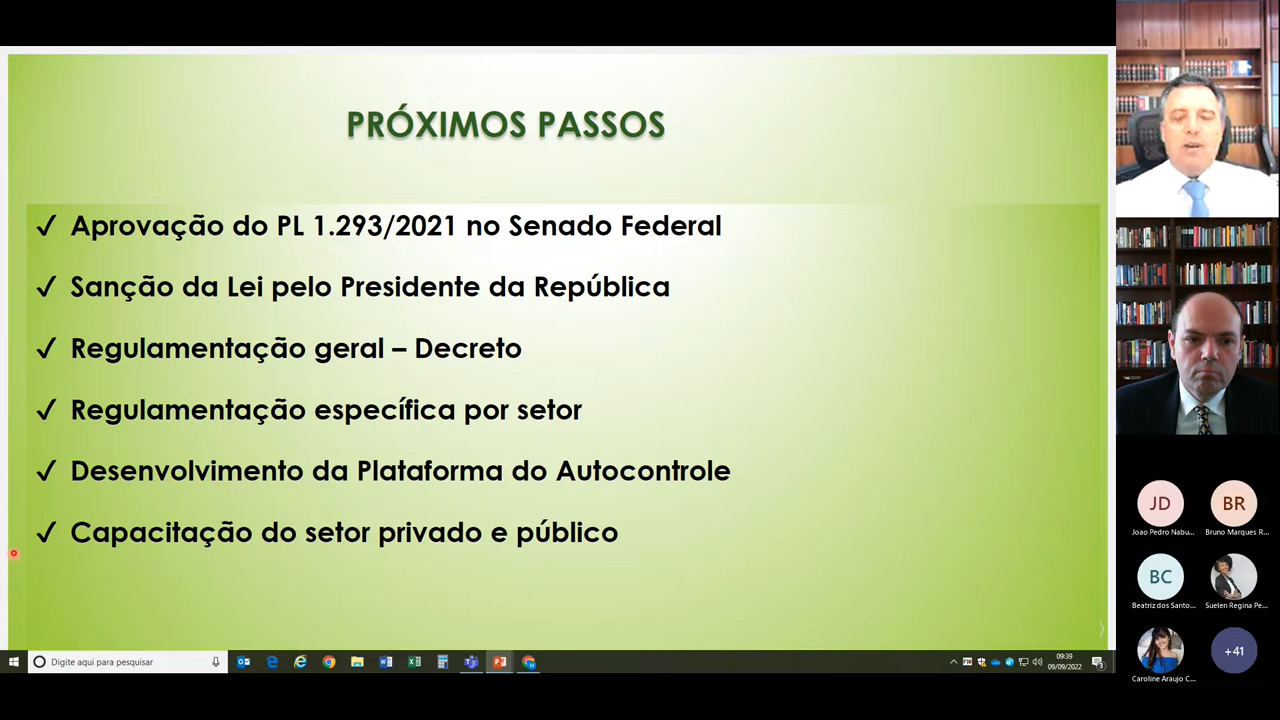 PRÓXIMOS PASSOS
✓ Aprovação do PL 1.293/2021 no Senado Federal
✓ Sanção da Lei pelo Presidente da República
✓ Regulamentação geral – Decreto
✓ Regulamentação específica por setor
✓ Desenvolvimento da Plataforma do Autocontrole
✓ Capacitação do setor privado e público
JD
BR
Joao Pedro Nabu...
Bruno Marques R...
BC
Beatriz dos Santo...
Suelen Regina Pe...
+41
Caroline Araujo C...
Digite aqui para pesquisar
09:39
09/09/2022